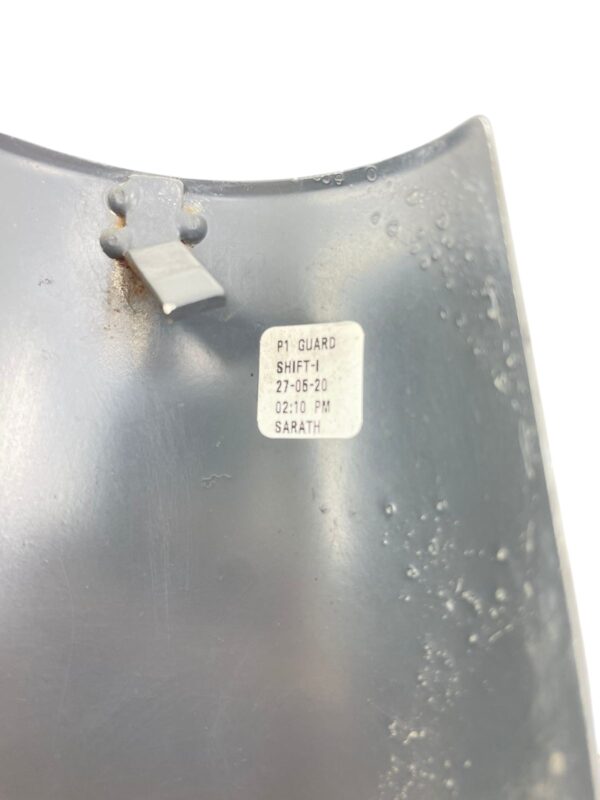 P1 GUARD
SHIFT-I
27-05-20
02:10 PM
SARATH